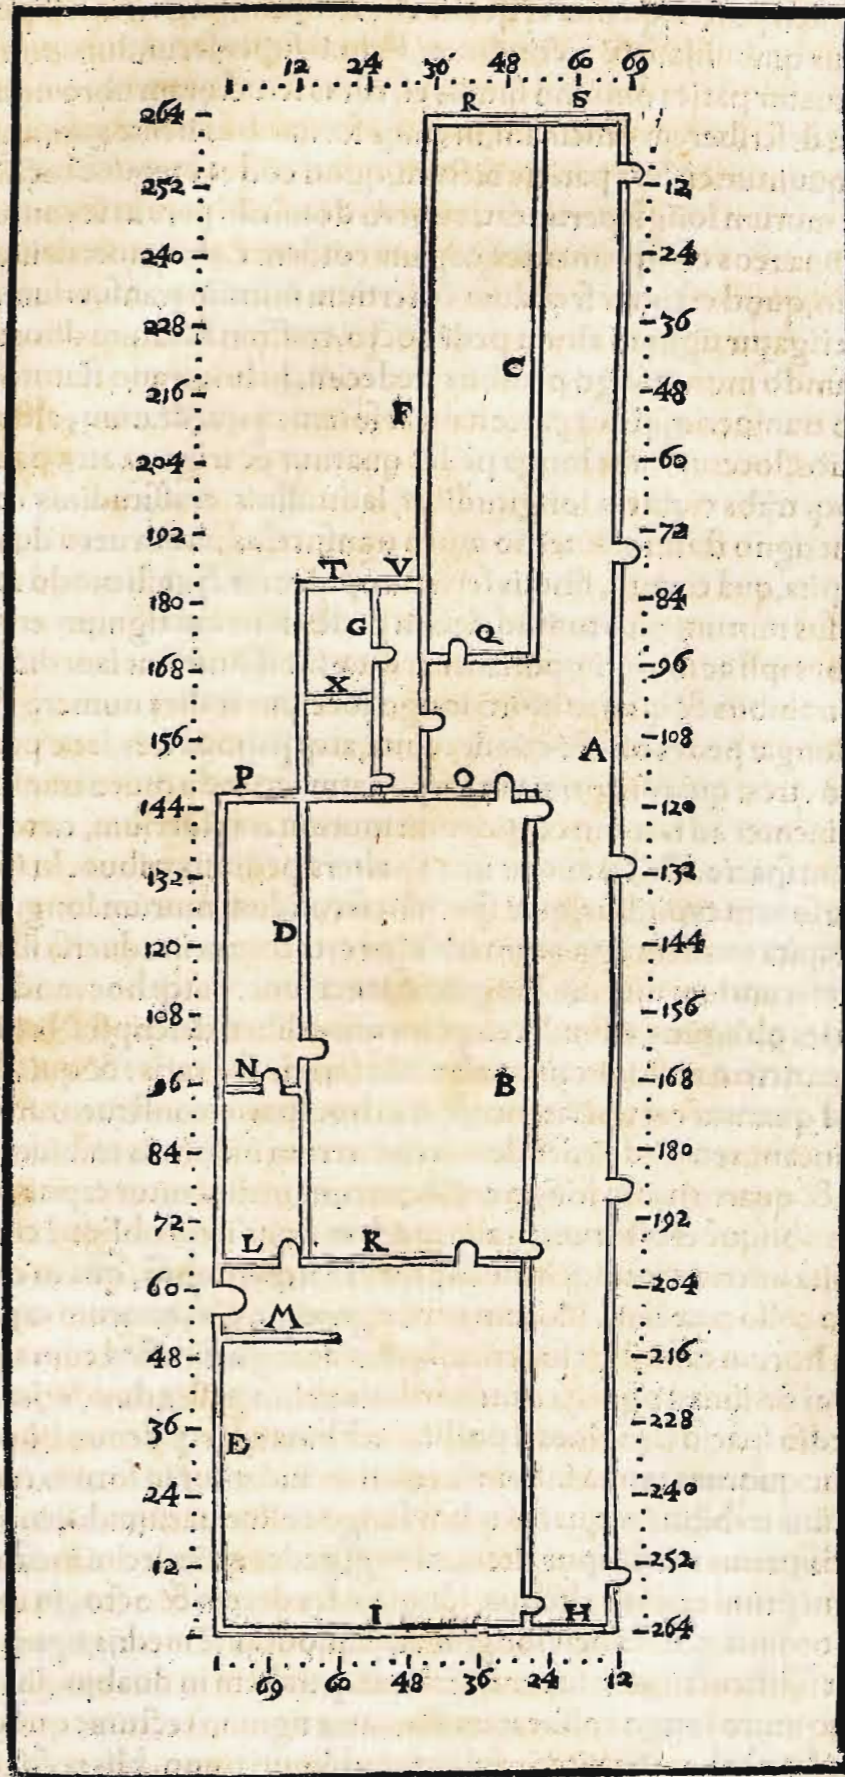 12 24 36 48 60 69
R S
264
252 12
240 24
228 36
C
216 48
F
204 60
192 72
T V
180 84
G Q
168 96
X
156 108
A
P O
144 120
132 132
D
120 144
108 156
N
96 B 168
84 180
72 192
L K
60 204
M
48 216
36 228
E
24 240
12 252
I H
264
69 60 48 36 24 12